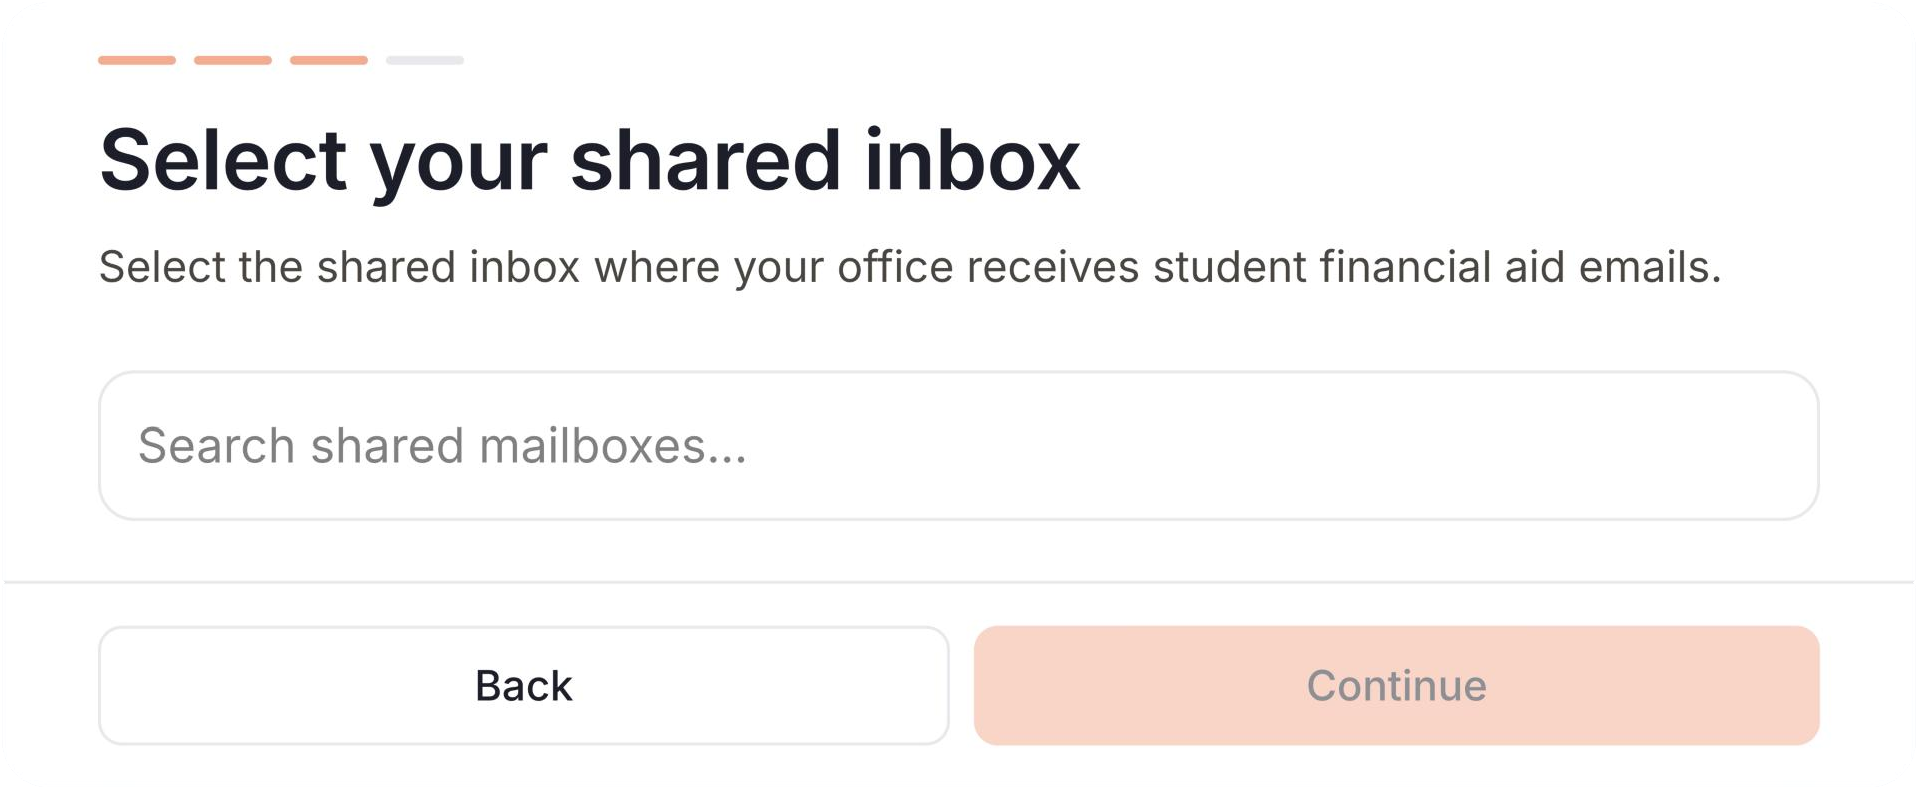 Select your shared inbox
Select the shared inbox where your office receives student financial aid emails.
Search shared mailboxes...
Back
Continue